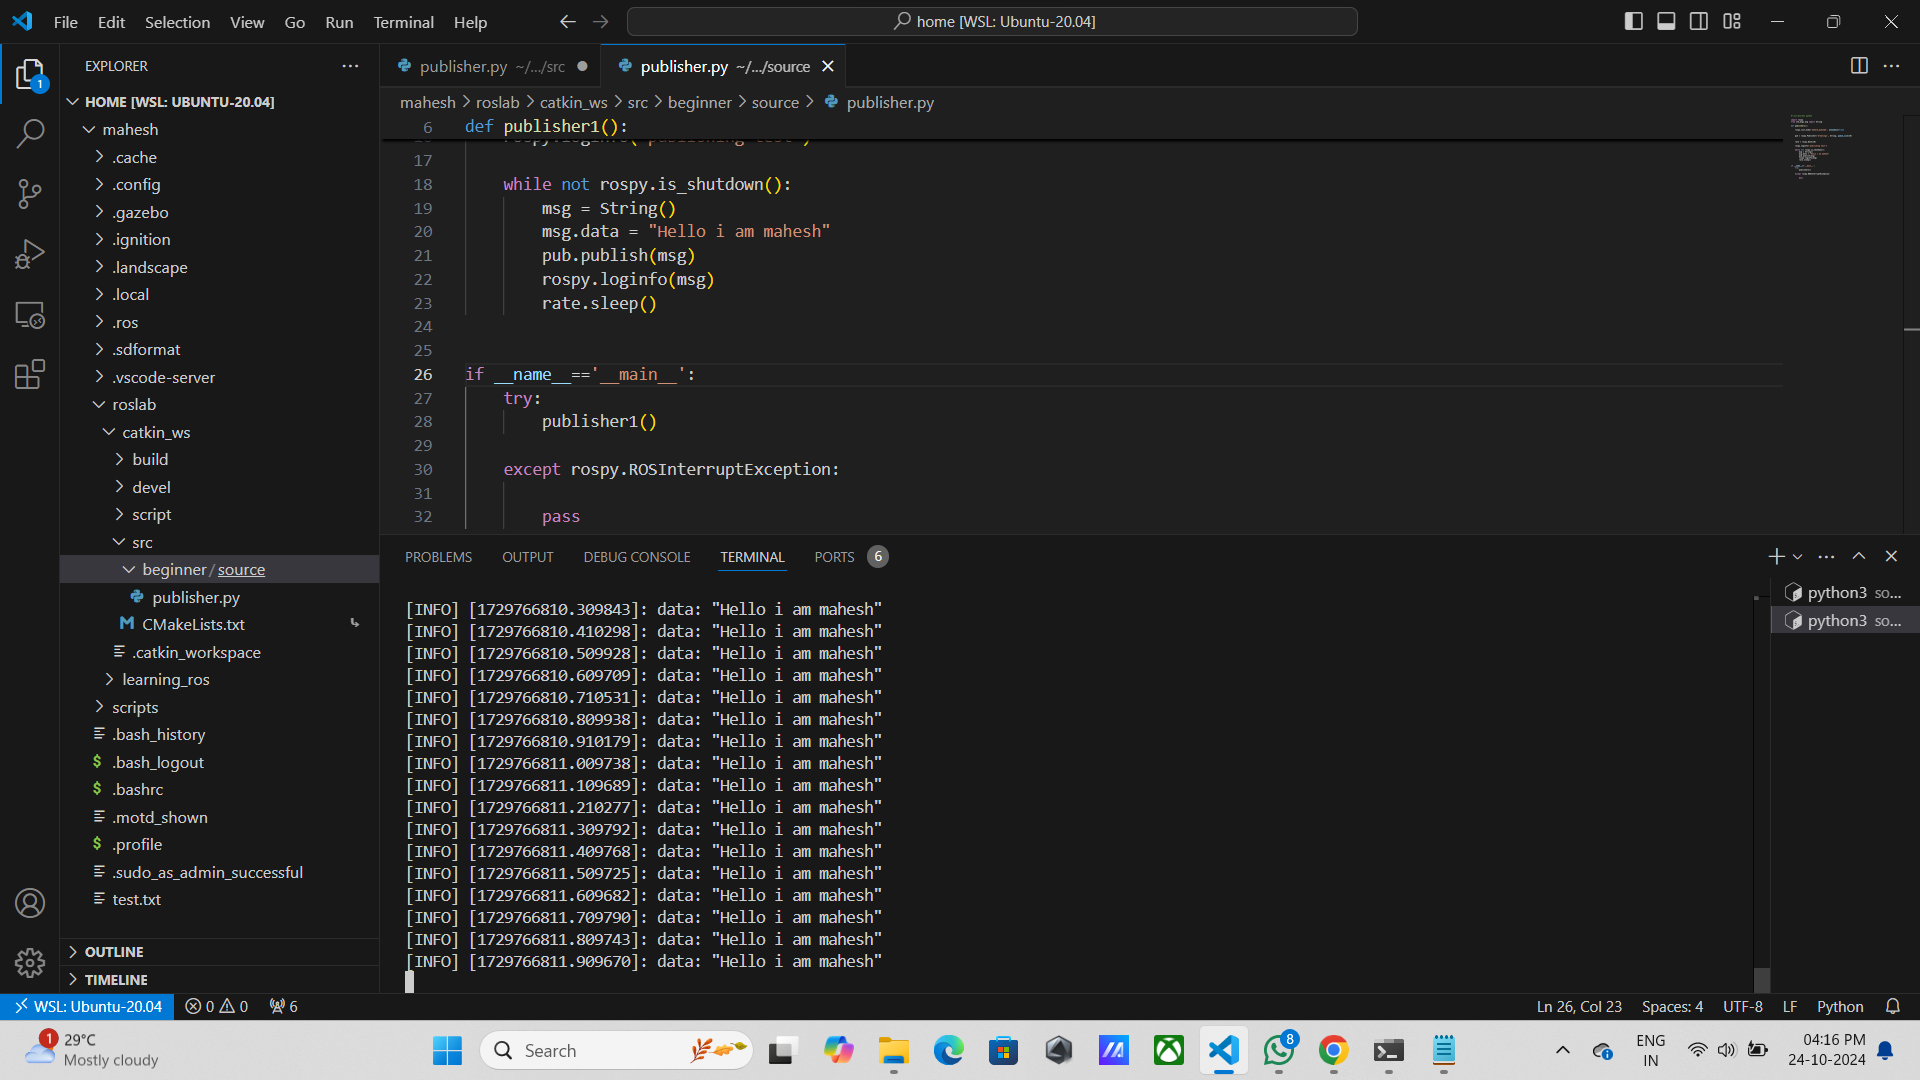 File Edit Selection View Go Run Terminal Help
home [WSL: Ubuntu-20.04]
EXPLORER
1
HOME [WSL: UBUNTU-20.04]
mahesh
.cache
.config
.gazebo
.ignition
.landscape
.local
.ros
.sdformat
.vscode-server
roslab
catkin_ws
build
devel
script
src
beginner / source
publisher.py
CMakeLists.txt
.catkin_workspace
learning_ros
scripts
.bash_history
.bash_logout
.bashrc
.motd_shown
.profile
.sudo_as_admin_successful
test.txt
OUTLINE
TIMELINE
publisher.py ~/.../src
publisher.py ~/.../source
mahesh > roslab > catkin_ws > src > beginner > source > publisher.py
6 def publisher1():
17
18 while not rospy.is_shutdown():
19 msg = String()
20 msg.data = "Hello i am mahesh"
21 pub.publish(msg)
22 rospy.loginfo(msg)
23 rate.sleep()
24
25
26 if __name__=='__main__':
27 try:
28 publisher1()
29
30 except rospy.ROSInterruptException:
31
32 pass
PROBLEMS OUTPUT DEBUG CONSOLE TERMINAL PORTS 6
[INFO] [1729766810.309843]: data: "Hello i am mahesh"
[INFO] [1729766810.410298]: data: "Hello i am mahesh"
[INFO] [1729766810.509928]: data: "Hello i am mahesh"
[INFO] [1729766810.609709]: data: "Hello i am mahesh"
[INFO] [1729766810.710531]: data: "Hello i am mahesh"
[INFO] [1729766810.809938]: data: "Hello i am mahesh"
[INFO] [1729766810.910179]: data: "Hello i am mahesh"
[INFO] [1729766811.009738]: data: "Hello i am mahesh"
[INFO] [1729766811.109689]: data: "Hello i am mahesh"
[INFO] [1729766811.210277]: data: "Hello i am mahesh"
[INFO] [1729766811.309792]: data: "Hello i am mahesh"
[INFO] [1729766811.409768]: data: "Hello i am mahesh"
[INFO] [1729766811.509725]: data: "Hello i am mahesh"
[INFO] [1729766811.609682]: data: "Hello i am mahesh"
[INFO] [1729766811.709790]: data: "Hello i am mahesh"
[INFO] [1729766811.809743]: data: "Hello i am mahesh"
[INFO] [1729766811.909670]: data: "Hello i am mahesh"
python3 so...
python3 so...
WSL: Ubuntu-20.04 0 0 6
Ln 26, Col 23 Spaces: 4 UTF-8 LF Python
1
29°C
Mostly cloudy
Search
8
ENG
IN
04:16 PM
24-10-2024